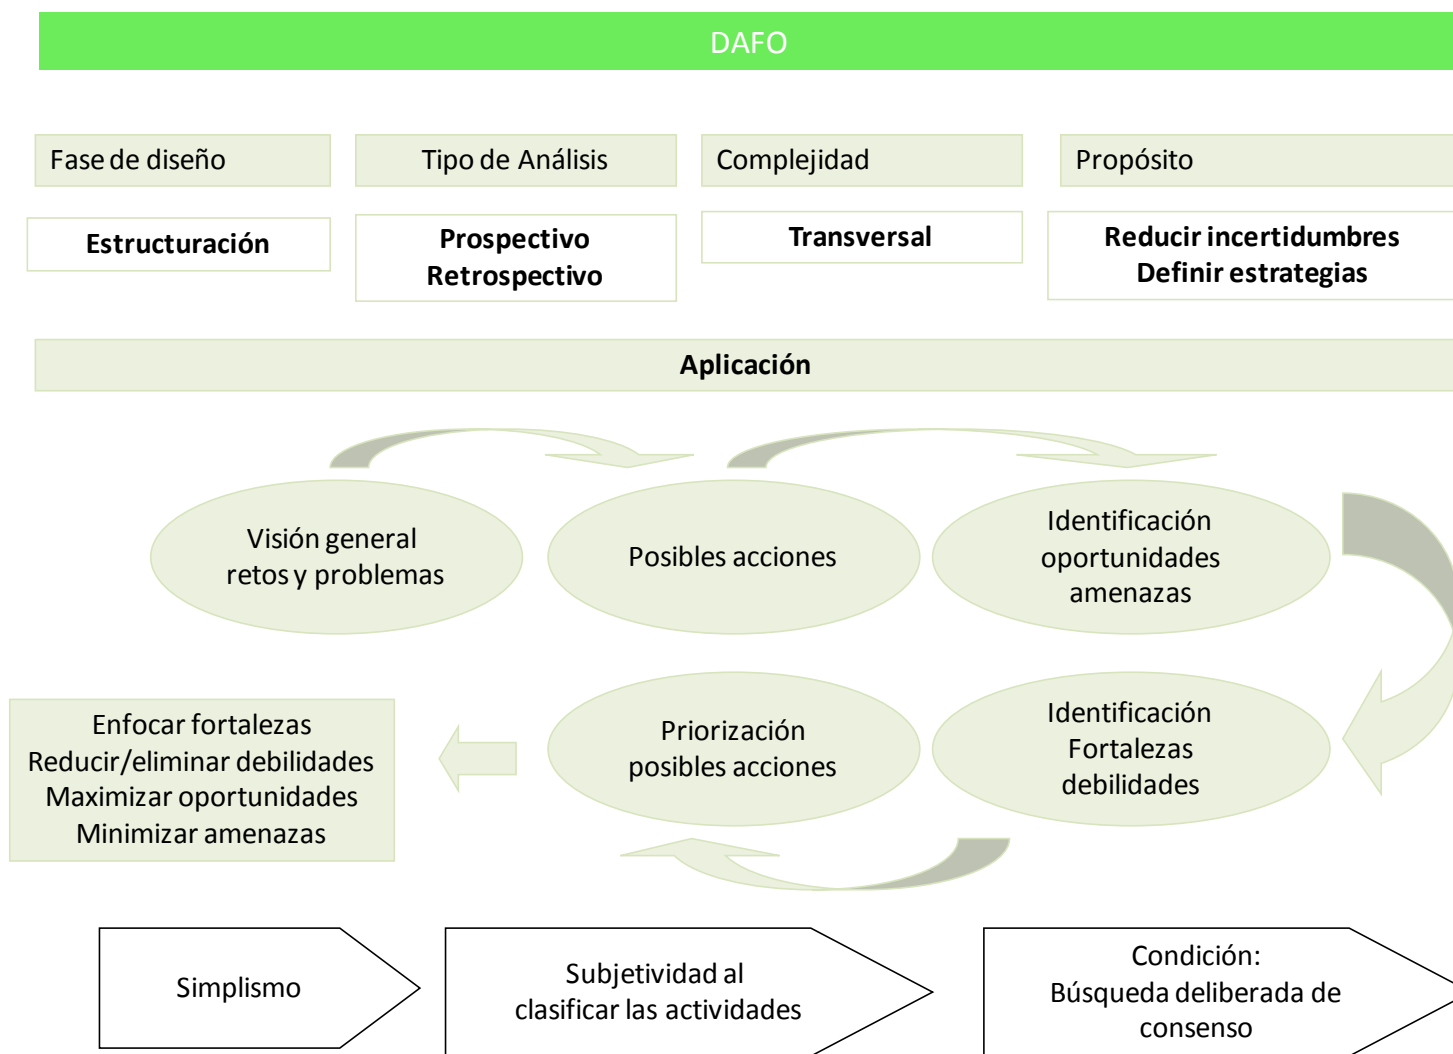 DAFO
Fase de diseño
Tipo de Análisis
Complejidad
Propósito
Estructuración
Prospectivo
Retrospectivo
Transversal
Reducir incertidumbres
Definir estrategias
Aplicación
Visión general
retos y problemas
Posibles acciones
Identificación
oportunidades
amenazas
Identificación
Fortalezas
debilidades
Priorización
posibles acciones
Enfocar fortalezas
Reducir/eliminar debilidades
Maximizar oportunidades
Minimizar amenazas
Simplismo
Subjetividad al
clasificar las actividades
Condición:
Búsqueda deliberada de
consenso